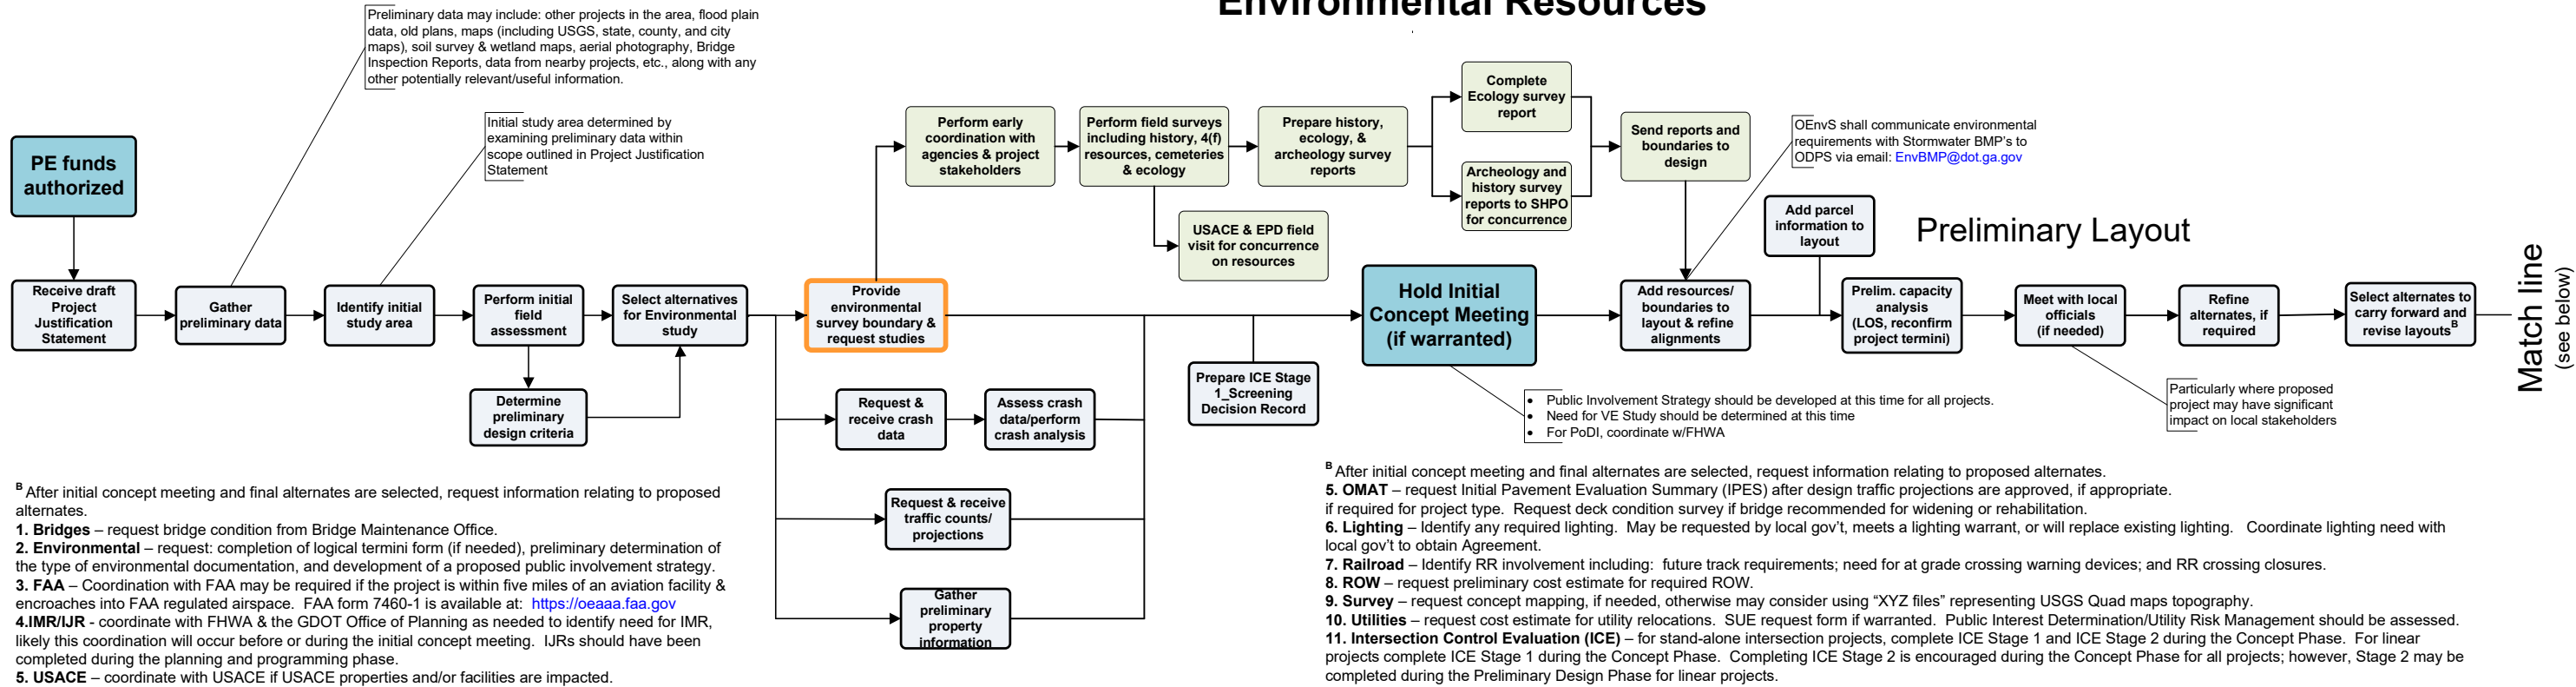 Environmental Resources
Preliminary data may include: other projects in the area, flood plain
data, old plans, maps (including USGS, state, county, and city
maps), soil survey & wetland maps, aerial photography, Bridge
Inspection Reports, data from nearby projects, etc., along with any
other potentially relevant/useful information.
Initial study area determined by
examining preliminary data within
scope outlined in Project Justification
Statement
PE funds
authorized
Receive draft
Project
Justification
Statement
Gather
preliminary data
Identify initial
study area
Perform initial
field
assessment
Determine
preliminary
design criteria
Select alternatives
for Environmental
study
Provide
environmental
survey boundary &
request studies
Perform early
coordination with
agencies & project
stakeholders
Perform field surveys
including history, 4(f)
resources, cemeteries
& ecology
USACE & EPD field
visit for concurrence
on resources
Prepare history,
ecology, &
archeology survey
reports
Complete
Ecology survey
report
Archeology and
history survey
reports to SHPO
for concurrence
Send reports and
boundaries to
design
OEnvS shall communicate environmental
requirements with Stormwater BMP's to
ODPS via email: EnvBMP@dot.ga.gov
Request &
receive crash
data
Assess crash
data/perform
crash analysis
Request & receive
traffic counts/
projections
Gather
preliminary
property
information
Prepare ICE Stage
1_Screening
Decision Record
Hold Initial
Concept Meeting
(if warranted)
• Public Involvement Strategy should be developed at this time for all projects.
• Need for VE Study should be determined at this time
• For PoDI, coordinate w/FHWA
Add resources/
boundaries to
layout & refine
alignments
Add parcel
information to
layout
Preliminary Layout
Prelim. capacity
analysis
(LOS, reconfirm
project termini)
Meet with local
officials
(if needed)
Particularly where proposed
project may have significant
impact on local stakeholders
Refine
alternates, if
required
Select alternates to
carry forward and
revise layouts B
Match line
(see below)
B After initial concept meeting and final alternates are selected, request information relating to proposed
alternates.
1. Bridges – request bridge condition from Bridge Maintenance Office.
2. Environmental – request: completion of logical termini form (if needed), preliminary determination of
the type of environmental documentation, and development of a proposed public involvement strategy.
3. FAA – Coordination with FAA may be required if the project is within five miles of an aviation facility &
encroaches into FAA regulated airspace. FAA form 7460-1 is available at: https://oeaaa.faa.gov
4.IMR/IJR - coordinate with FHWA & the GDOT Office of Planning as needed to identify need for IMR,
likely this coordination will occur before or during the initial concept meeting. IJRs should have been
completed during the planning and programming phase.
5. USACE – coordinate with USACE if USACE properties and/or facilities are impacted.
B After initial concept meeting and final alternates are selected, request information relating to proposed alternates.
5. OMAT – request Initial Pavement Evaluation Summary (IPES) after design traffic projections are approved, if appropriate.
if required for project type. Request deck condition survey if bridge recommended for widening or rehabilitation.
6. Lighting – Identify any required lighting. May be requested by local gov't, meets a lighting warrant, or will replace existing lighting. Coordinate lighting need with
local gov't to obtain Agreement.
7. Railroad – Identify RR involvement including: future track requirements; need for at grade crossing warning devices; and RR crossing closures.
8. ROW – request preliminary cost estimate for required ROW.
9. Survey – request concept mapping, if needed, otherwise may consider using "XYZ files" representing USGS Quad maps topography.
10. Utilities – request cost estimate for utility relocations. SUE request form if warranted. Public Interest Determination/Utility Risk Management should be assessed.
11. Intersection Control Evaluation (ICE) – for stand-alone intersection projects, complete ICE Stage 1 and ICE Stage 2 during the Concept Phase. For linear
projects complete ICE Stage 1 during the Concept Phase. Completing ICE Stage 2 is encouraged during the Concept Phase for all projects; however, Stage 2 may be
completed during the Preliminary Design Phase for linear projects.